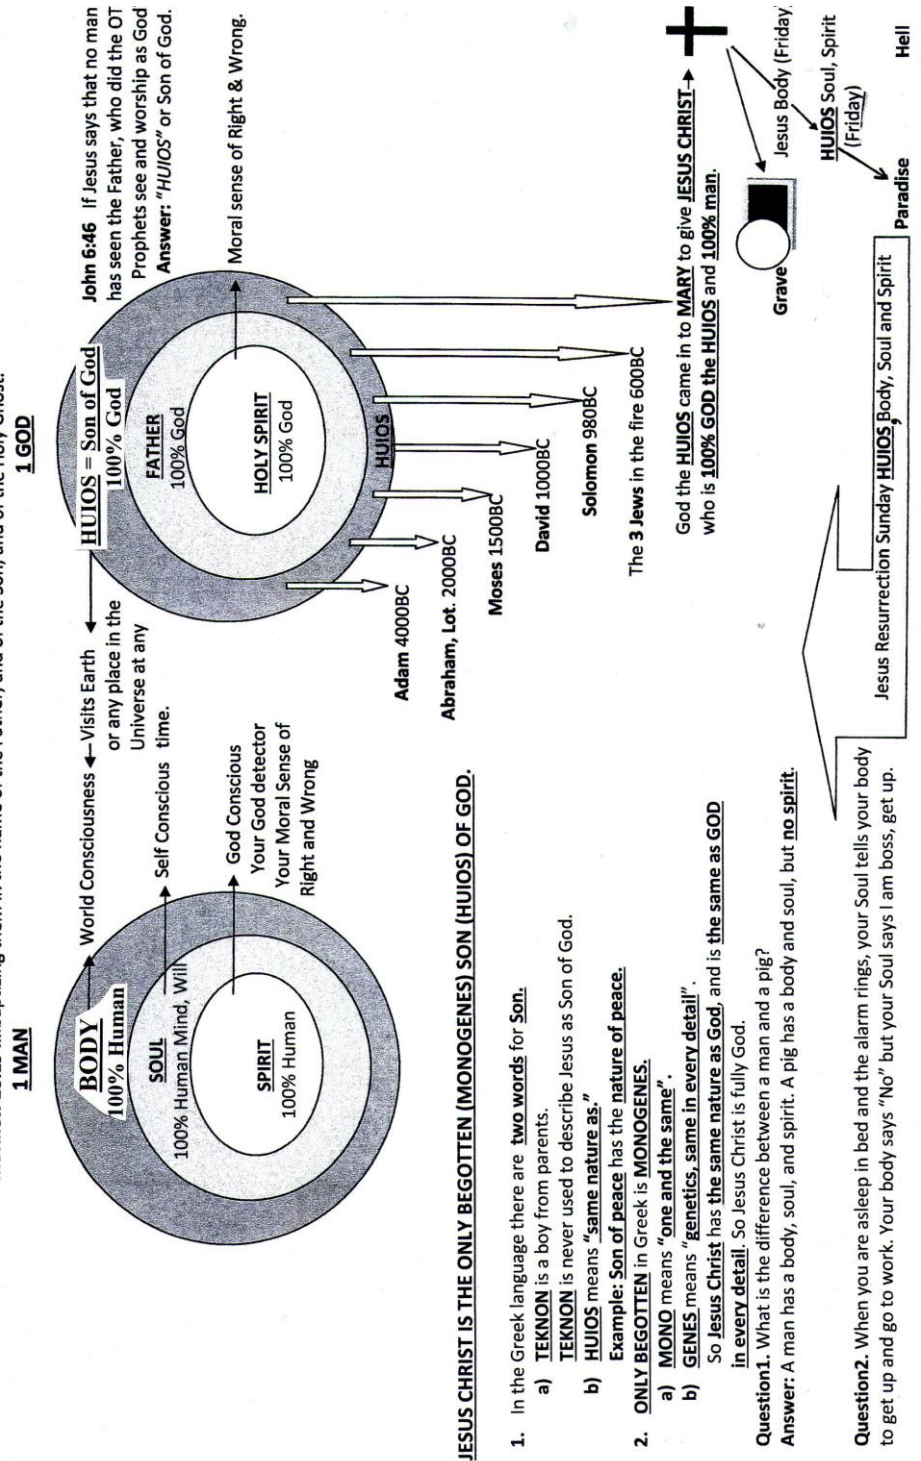 1 MAN
1 GOD
BODY
100% Human
SOUL
100% Human Mind, Will
SPIRIT
100% Human
World Consciousness
Visits Earth
or any place in the
Universe at any
time.
Self Conscious
God Conscious
Your God detector
Your Moral Sense of
Right and Wrong
HUIOS = Son of God
100% God
FATHER
100% God
HOLY SPIRIT
100% God
HUIOS
John 6:46 If Jesus says that no man
has seen the Father, who did the OT
Prophets see and worship as God
Answer: "HUIOS" or Son of God.
Moral sense of Right & Wrong.
Adam 4000BC
Abraham, Lot. 2000BC
Moses 1500BC
David 1000BC
Solomon 980BC
The 3 Jews in the fire 600BC
God the HUIOS came in to MARY to give JESUS CHRIST
who is 100% GOD the HUIOS and 100% man.
Grave
Jesus Body (Friday)
HUIOS Soul, Spirit
(Friday)
Paradise
Hell
Jesus Resurrection Sunday HUIOS, Body, Soul and Spirit
JESUS CHRIST IS THE ONLY BEGOTTEN (MONOGENES) SON (HUIOS) OF GOD.
1. In the Greek language there are two words for Son.
a) TEKNON is a boy from parents.
TEKNON is never used to describe Jesus as Son of God.
b) HUIOS means "same nature as."
Example: Son of peace has the nature of peace.
2. ONLY BEGOTTEN in Greek is MONOGENES.
a) MONO means "one and the same".
b) GENES means "genetics, same in every detail".
So Jesus Christ has the same nature as God, and is the same as GOD
in every detail. So Jesus Christ is fully God.
Question1. What is the difference between a man and a pig?
Answer: A man has a body, soul, and spirit. A pig has a body and soul, but no spirit.
Question2. When you are asleep in bed and the alarm rings, your Soul tells your body
to get up and go to work. Your body says "No" but your Soul says I am boss, get up.